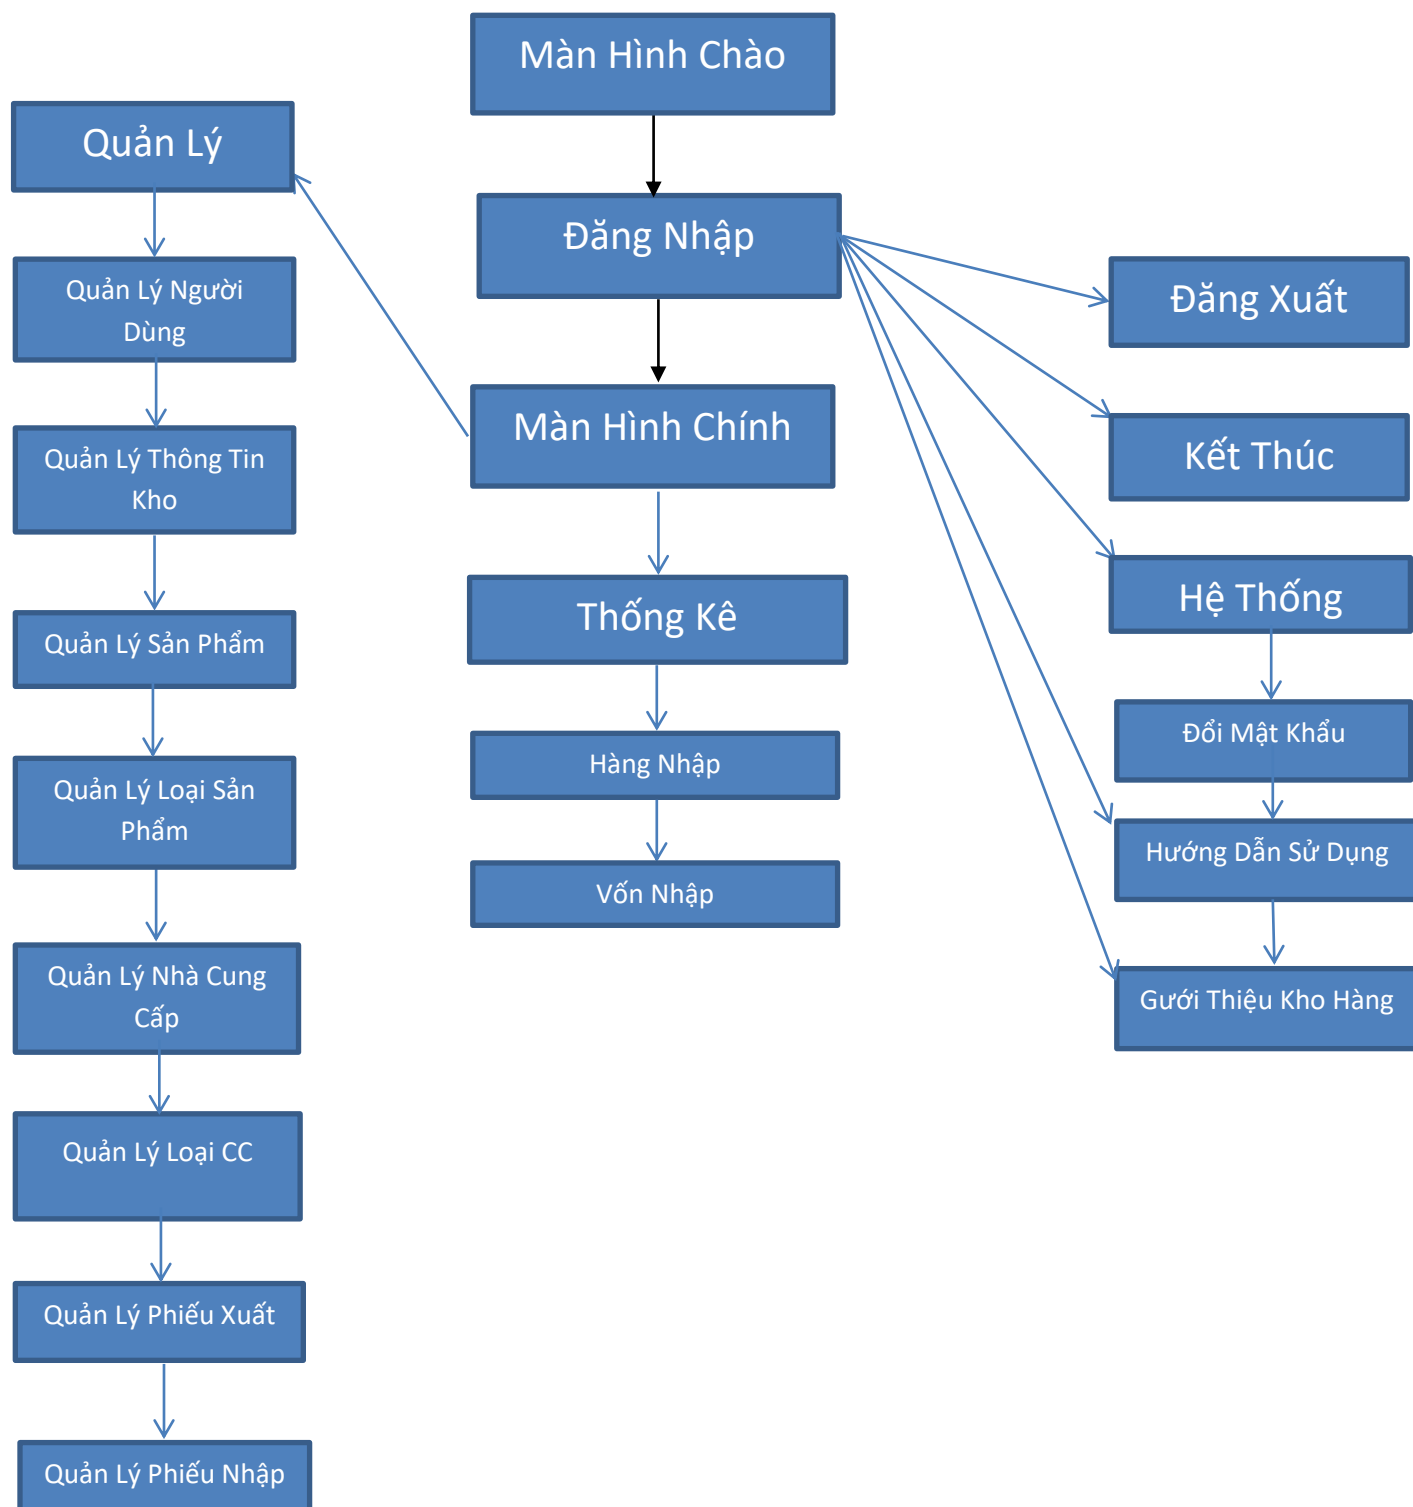 Màn Hình Chào
Đăng Nhập
Màn Hình Chính
Thống Kê
Hàng Nhập
Vốn Nhập
Quản Lý
Quản Lý Người
Dùng
Quản Lý Thông Tin
Kho
Quản Lý Sản Phẩm
Quản Lý Loại Sản
Phẩm
Quản Lý Nhà Cung
Cấp
Quản Lý Loại CC
Quản Lý Phiếu Xuất
Quản Lý Phiếu Nhập
Đăng Xuất
Kết Thúc
Hệ Thống
Đổi Mật Khẩu
Hướng Dẫn Sử Dụng
Gưới Thiệu Kho Hàng